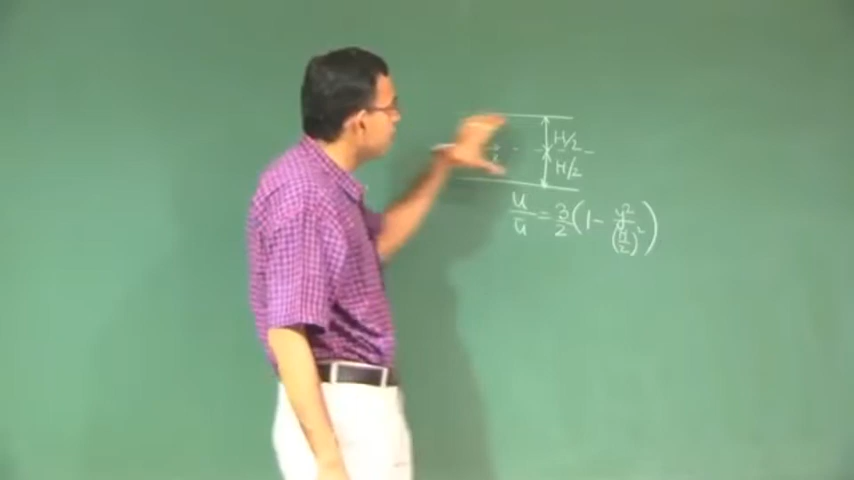 H/2
x
H/2
u/ū = 3/2 (1 - y²/(H/2)²)